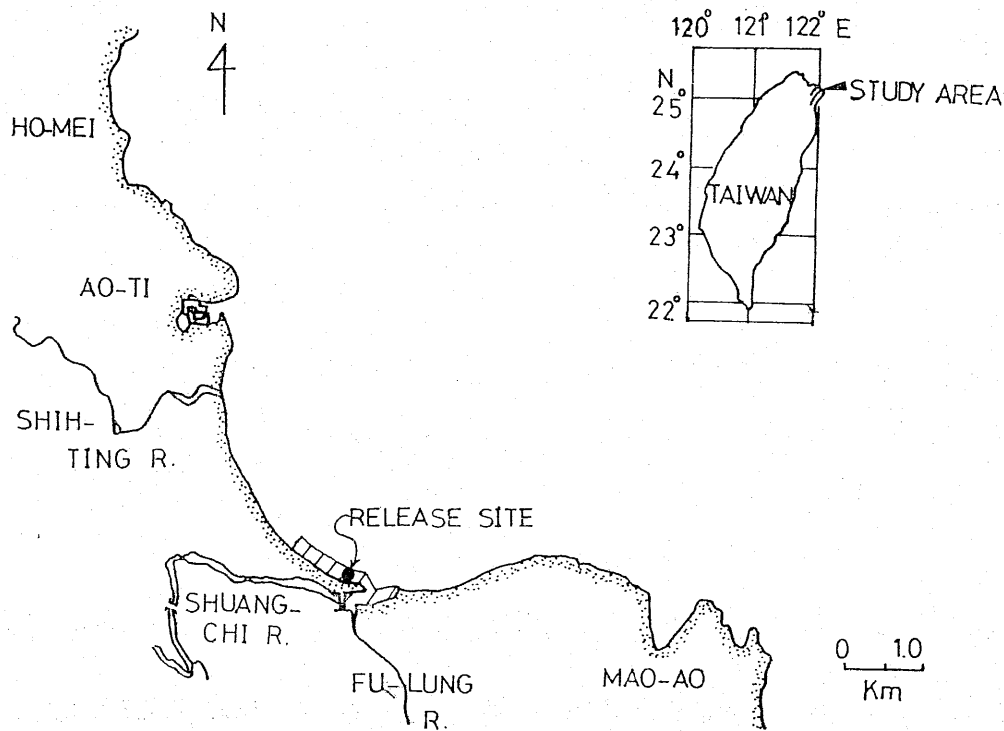 N
HO-MEI
AO-TI
SHIH-
TING R.
RELEASE SITE
SHUANG-
CHI R.
FU-LUNG
R.
MAO-AO
0 1.0
Km
120° 121° 122° E
N
25°
24°
23°
22°
STUDY AREA
TAIWAN